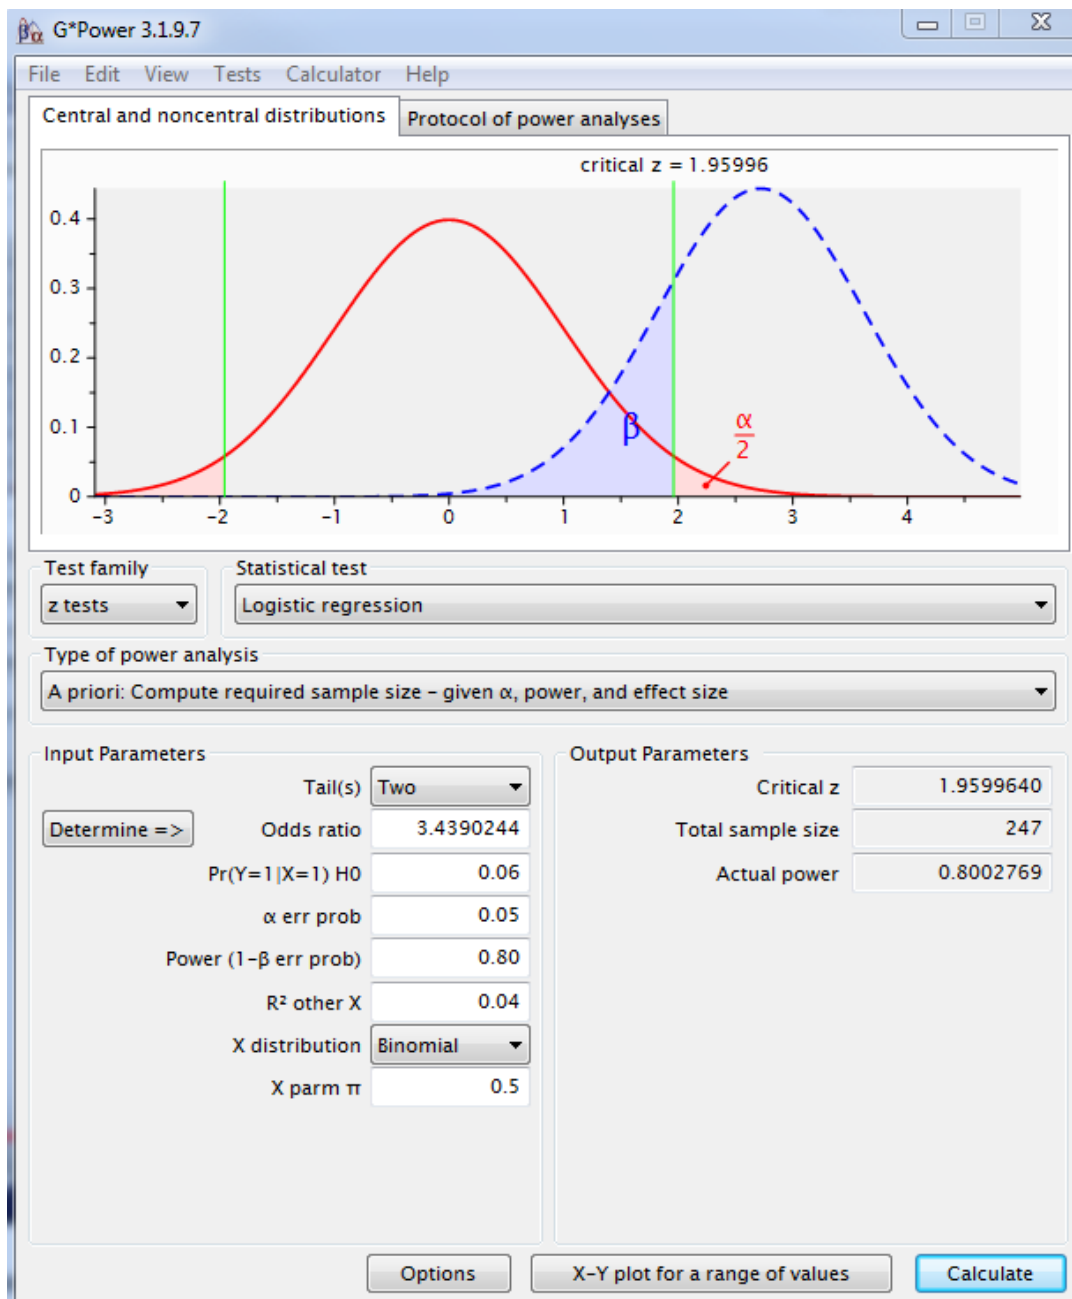 G*Power 3.1.9.7
File Edit View Tests Calculator Help
Central and noncentral distributions Protocol of power analyses
critical z = 1.95996
0.4
0.3
0.2
0.1
0
β
α
2
-3 -2 -1 0 1 2 3 4
Test family Statistical test
z tests Logistic regression
Type of power analysis
A priori: Compute required sample size – given α, power, and effect size
Input Parameters Output Parameters
Tail(s) Two Critical z 1.9599640
Determine => Odds ratio 3.4390244 Total sample size 247
Pr(Y=1|X=1) H0 0.06 Actual power 0.8002769
α err prob 0.05
Power (1-β err prob) 0.80
R² other X 0.04
X distribution Binomial
X parm π 0.5
Options X-Y plot for a range of values Calculate